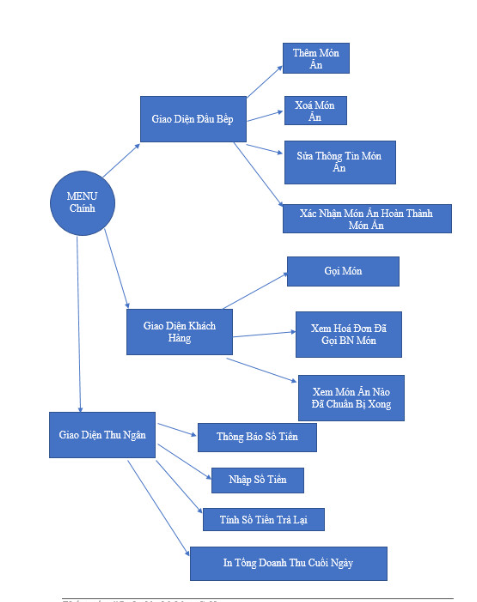 Thêm Món
Ăn
Giao Diện Đầu Bếp
Xoá Món
Ăn
Sửa Thông Tin Món
Ăn
MENU
Chính
Xác Nhận Món Ăn Hoàn Thành
Món Ăn
Gọi Món
Giao Diện Khách
Hàng
Xem Hoá Đơn Đã
Gọi BN Món
Xem Món Ăn Nào
Đã Chuẩn Bị Xong
Giao Diện Thu Ngân
Thông Báo Số Tiền
Nhập Số Tiền
Tính Số Tiền Trả Lại
In Tổng Doanh Thu Cuối Ngày